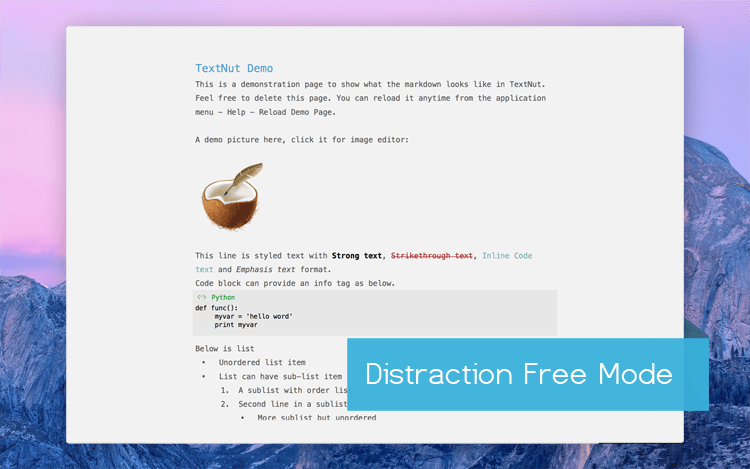 TextNut Demo
This is a demonstration page to show what the markdown looks like in TextNut.
Feel free to delete this page. You can reload it anytime from the application
menu - Help - Reload Demo Page.
A demo picture here, click it for image editor:
This line is styled text with Strong text, Strikethrough text, Inline Code
text and Emphasis text format.
Code block can provide an info tag as below.
<·> Python
def func():
myvar = 'hello word'
print myvar
Below is list
• Unordered list item
• List can have sub-list item
1. A sublist with order
2. Second line in a sublist
• More sublist but unordered
Distraction Free Mode